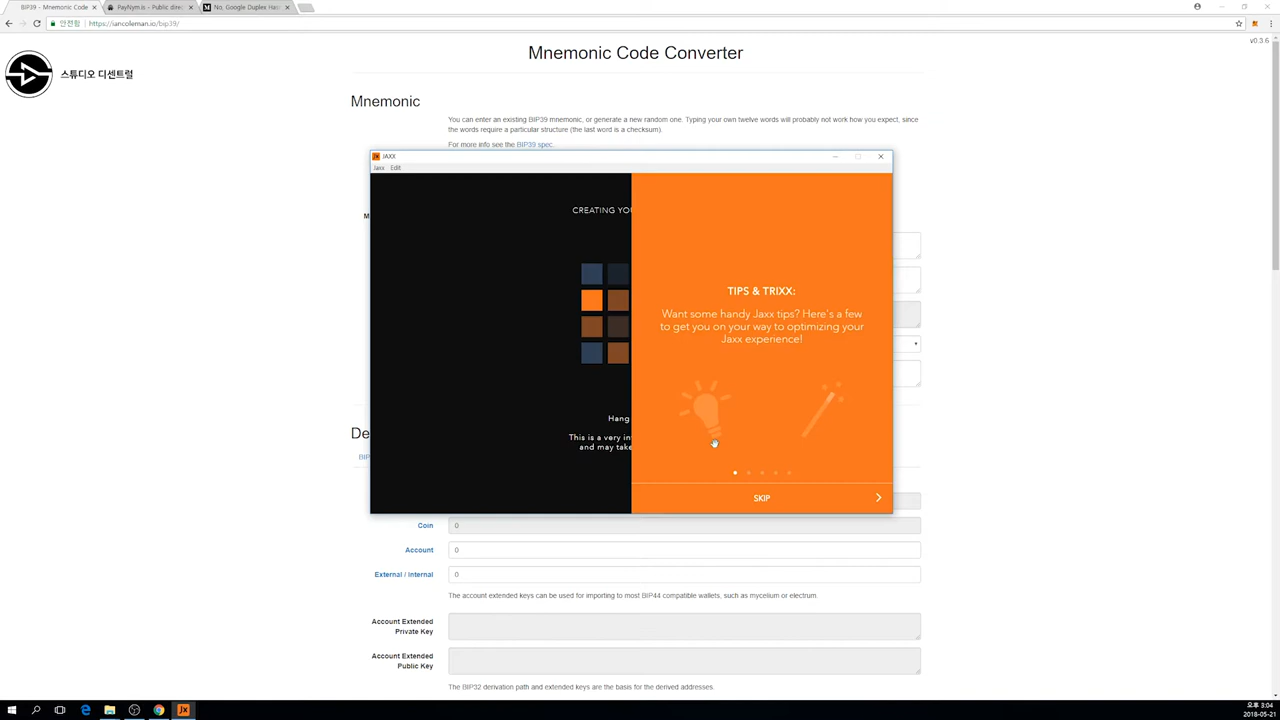 BIP39 - Mnemonic Code
PayNym.is - Public direc
No, Google Duplex Has
안전함
https://iancoleman.io/bip39/
v0.3.6
스튜디오 디센트럴
Mnemonic Code Converter
Mnemonic
You can enter an existing BIP39 mnemonic, or generate a new random one. Typing your own twelve words will probably not work how you expect, since
the words require a particular structure (the last word is a checksum).
For more info see the BIP39 spec.
JAXX
Jaxx Edit
M
CREATING YOU
TIPS & TRIXX:
Want some handy Jaxx tips? Here's a few
to get you on your way to optimizing your
Jaxx experience!
Hang
This is a very in
and may take
SKIP
De
BIP
Coin
0
Account
0
External / Internal
0
The account extended keys can be used for importing to most BIP44 compatible wallets, such as mycelium or electrum.
Account Extended
Private Key
Account Extended
Public Key
The BIP32 derivation path and extended keys are the basis for the derived addresses.
오후 3:04
2018-05-21